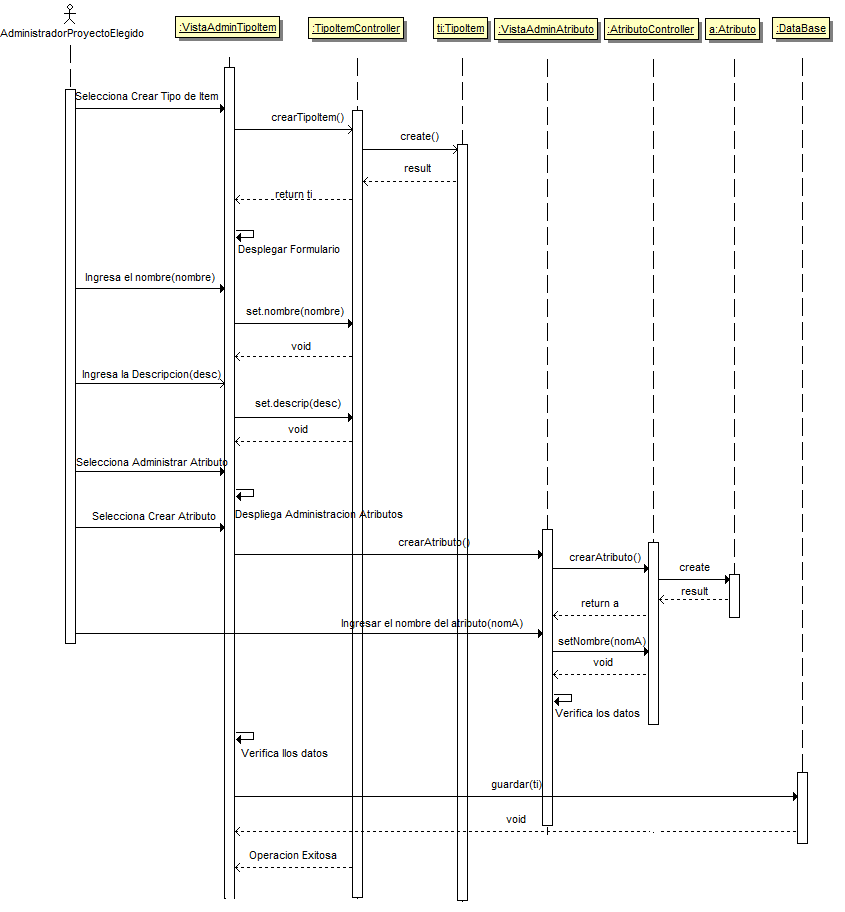 AdministradorProyectoElegido
:VistaAdminTipoItem
:TipoItemController
ti:TipoItem
:VistaAdminAtributo
:AtributoController
a:Atributo
:DataBase
Selecciona Crear Tipo de Item
crearTipoItem()
create()
result
return ti
Desplegar Formulario
Ingresa el nombre(nombre)
set.nombre(nombre)
void
Ingresa la Descripcion(desc)
set.descrip(desc)
void
Selecciona Administrar Atributo
Despliega Administracion Atributos
Selecciona Crear Atributo
crearAtributo()
crearAtributo()
create
result
return a
Ingresar el nombre del atributo(nomA)
setNombre(nomA)
void
Verifica los datos
Verifica llos datos
guardar(ti)
void
Operacion Exitosa